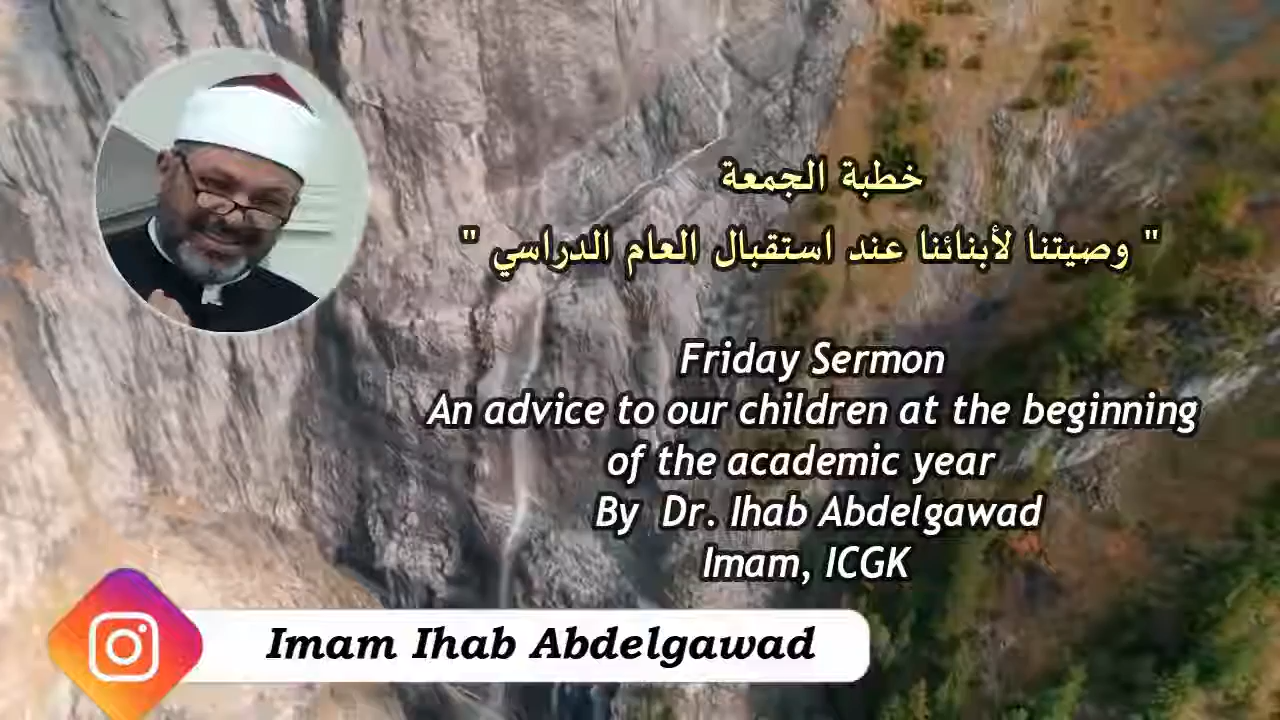 خطبة الجمعة
" وصيتنا لأبنائنا عند استقبال العام الدراسي "
Friday Sermon
An advice to our children at the beginning
of the academic year
By Dr. Ihab Abdelgawad
Imam, ICGK
Imam Ihab Abdelgawad